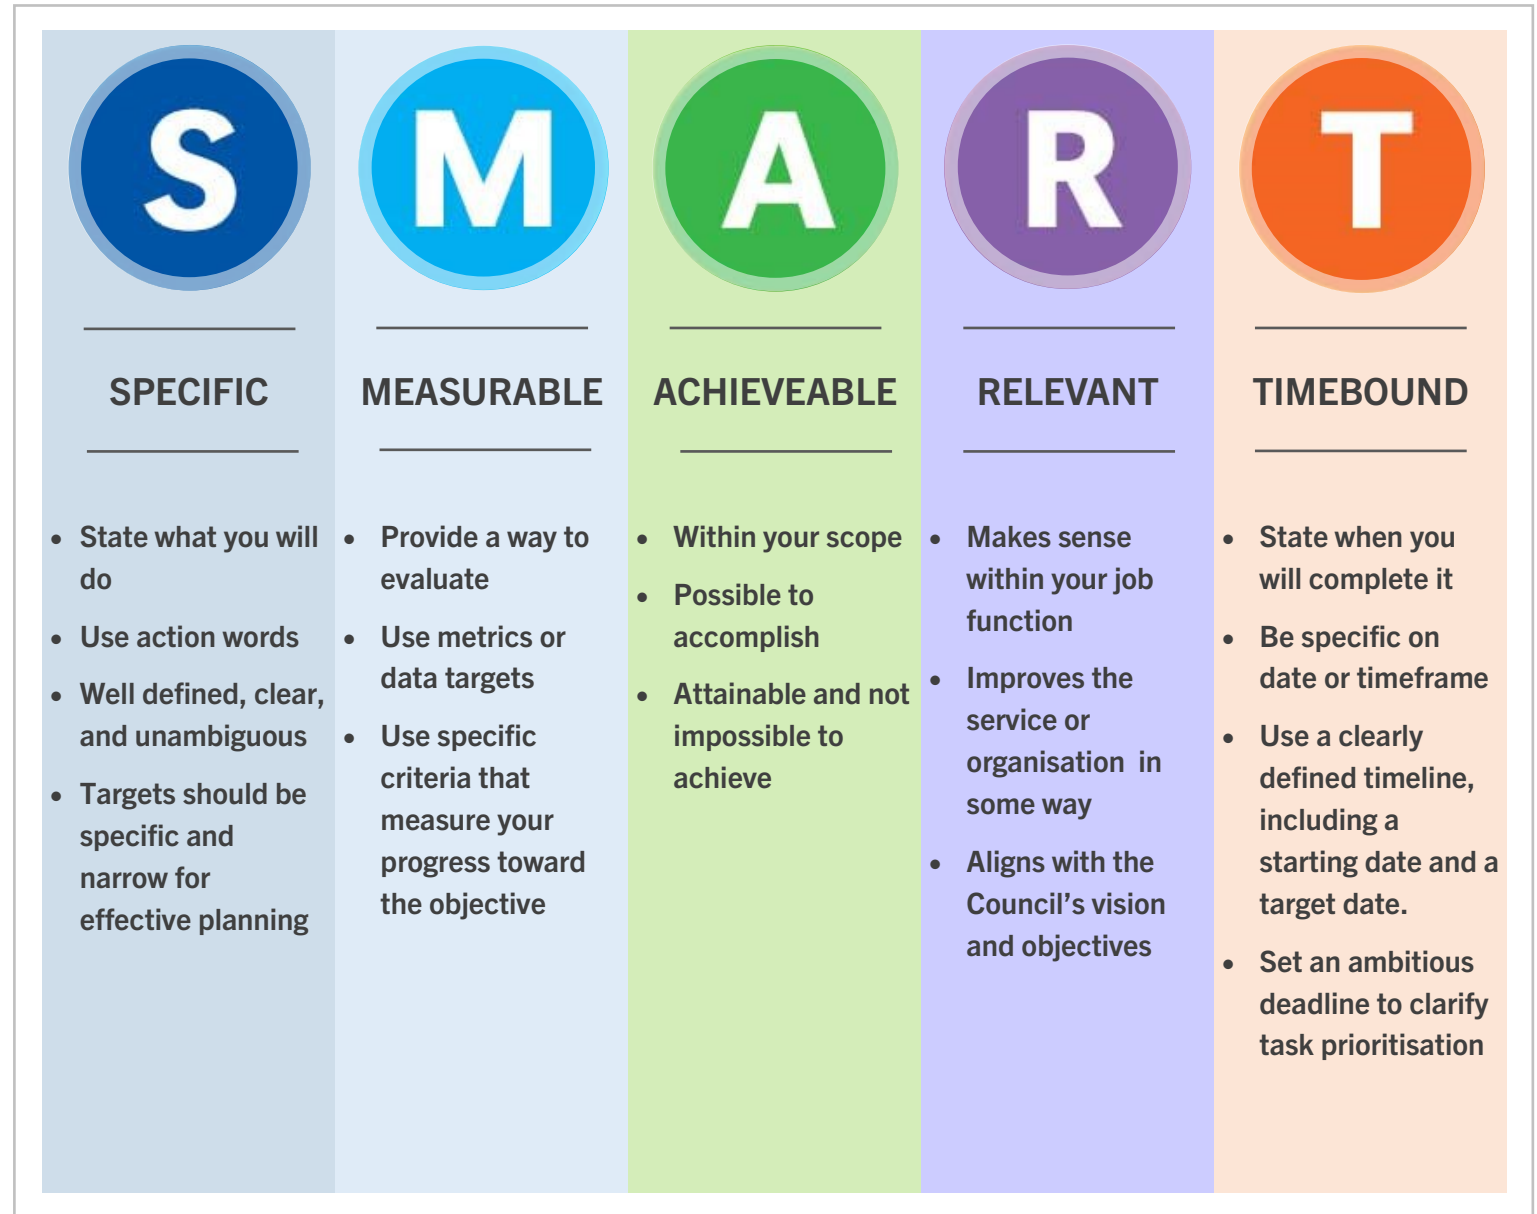 S
SPECIFIC
• State what you will
do
• Use action words
• Well defined, clear,
and unambiguous
• Targets should be
specific and
narrow for
effective planning
M
MEASURABLE
• Provide a way to
evaluate
• Use metrics or
data targets
• Use specific
criteria that
measure your
progress toward
the objective
A
ACHIEVEABLE
• Within your scope
• Possible to
accomplish
• Attainable and not
impossible to
achieve
R
RELEVANT
• Makes sense
within your job
function
• Improves the
service or
organisation in
some way
• Aligns with the
Council’s vision
and objectives
T
TIMEBOUND
• State when you
will complete it
• Be specific on
date or timeframe
• Use a clearly
defined timeline,
including a
starting date and a
target date.
• Set an ambitious
deadline to clarify
task prioritisation